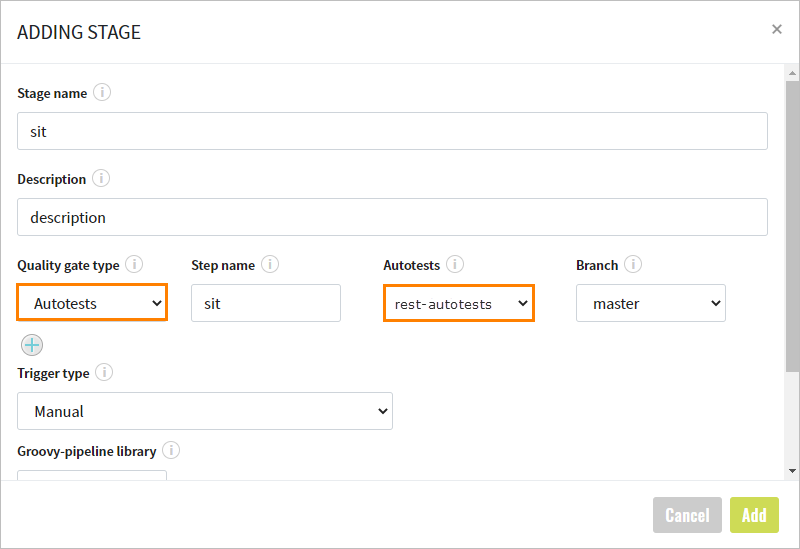 ADDING STAGE
Stage name
sit
Description
description
Quality gate type Step name Autotests Branch
Autotests sit rest-autotests master
Trigger type
Manual
Groovy-pipeline library
Cancel Add